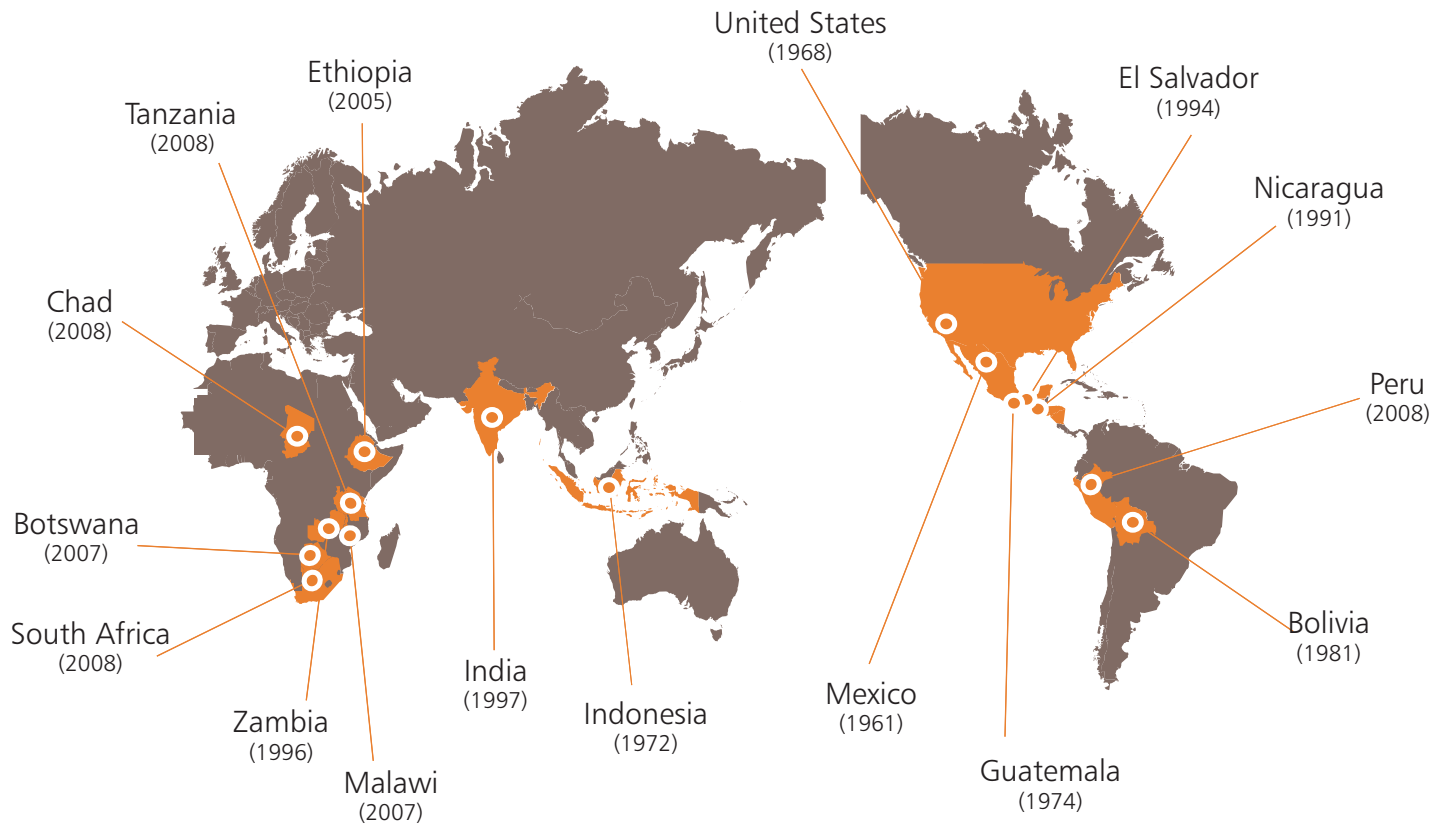 United States
(1968)
Ethiopia
(2005)
El Salvador
(1994)
Tanzania
(2008)
Nicaragua
(1991)
Chad
(2008)
Peru
(2008)
Botswana
(2007)
South Africa
(2008)
Bolivia
(1981)
India
(1997)
Mexico
(1961)
Indonesia
(1972)
Zambia
(1996)
Guatemala
(1974)
Malawi
(2007)